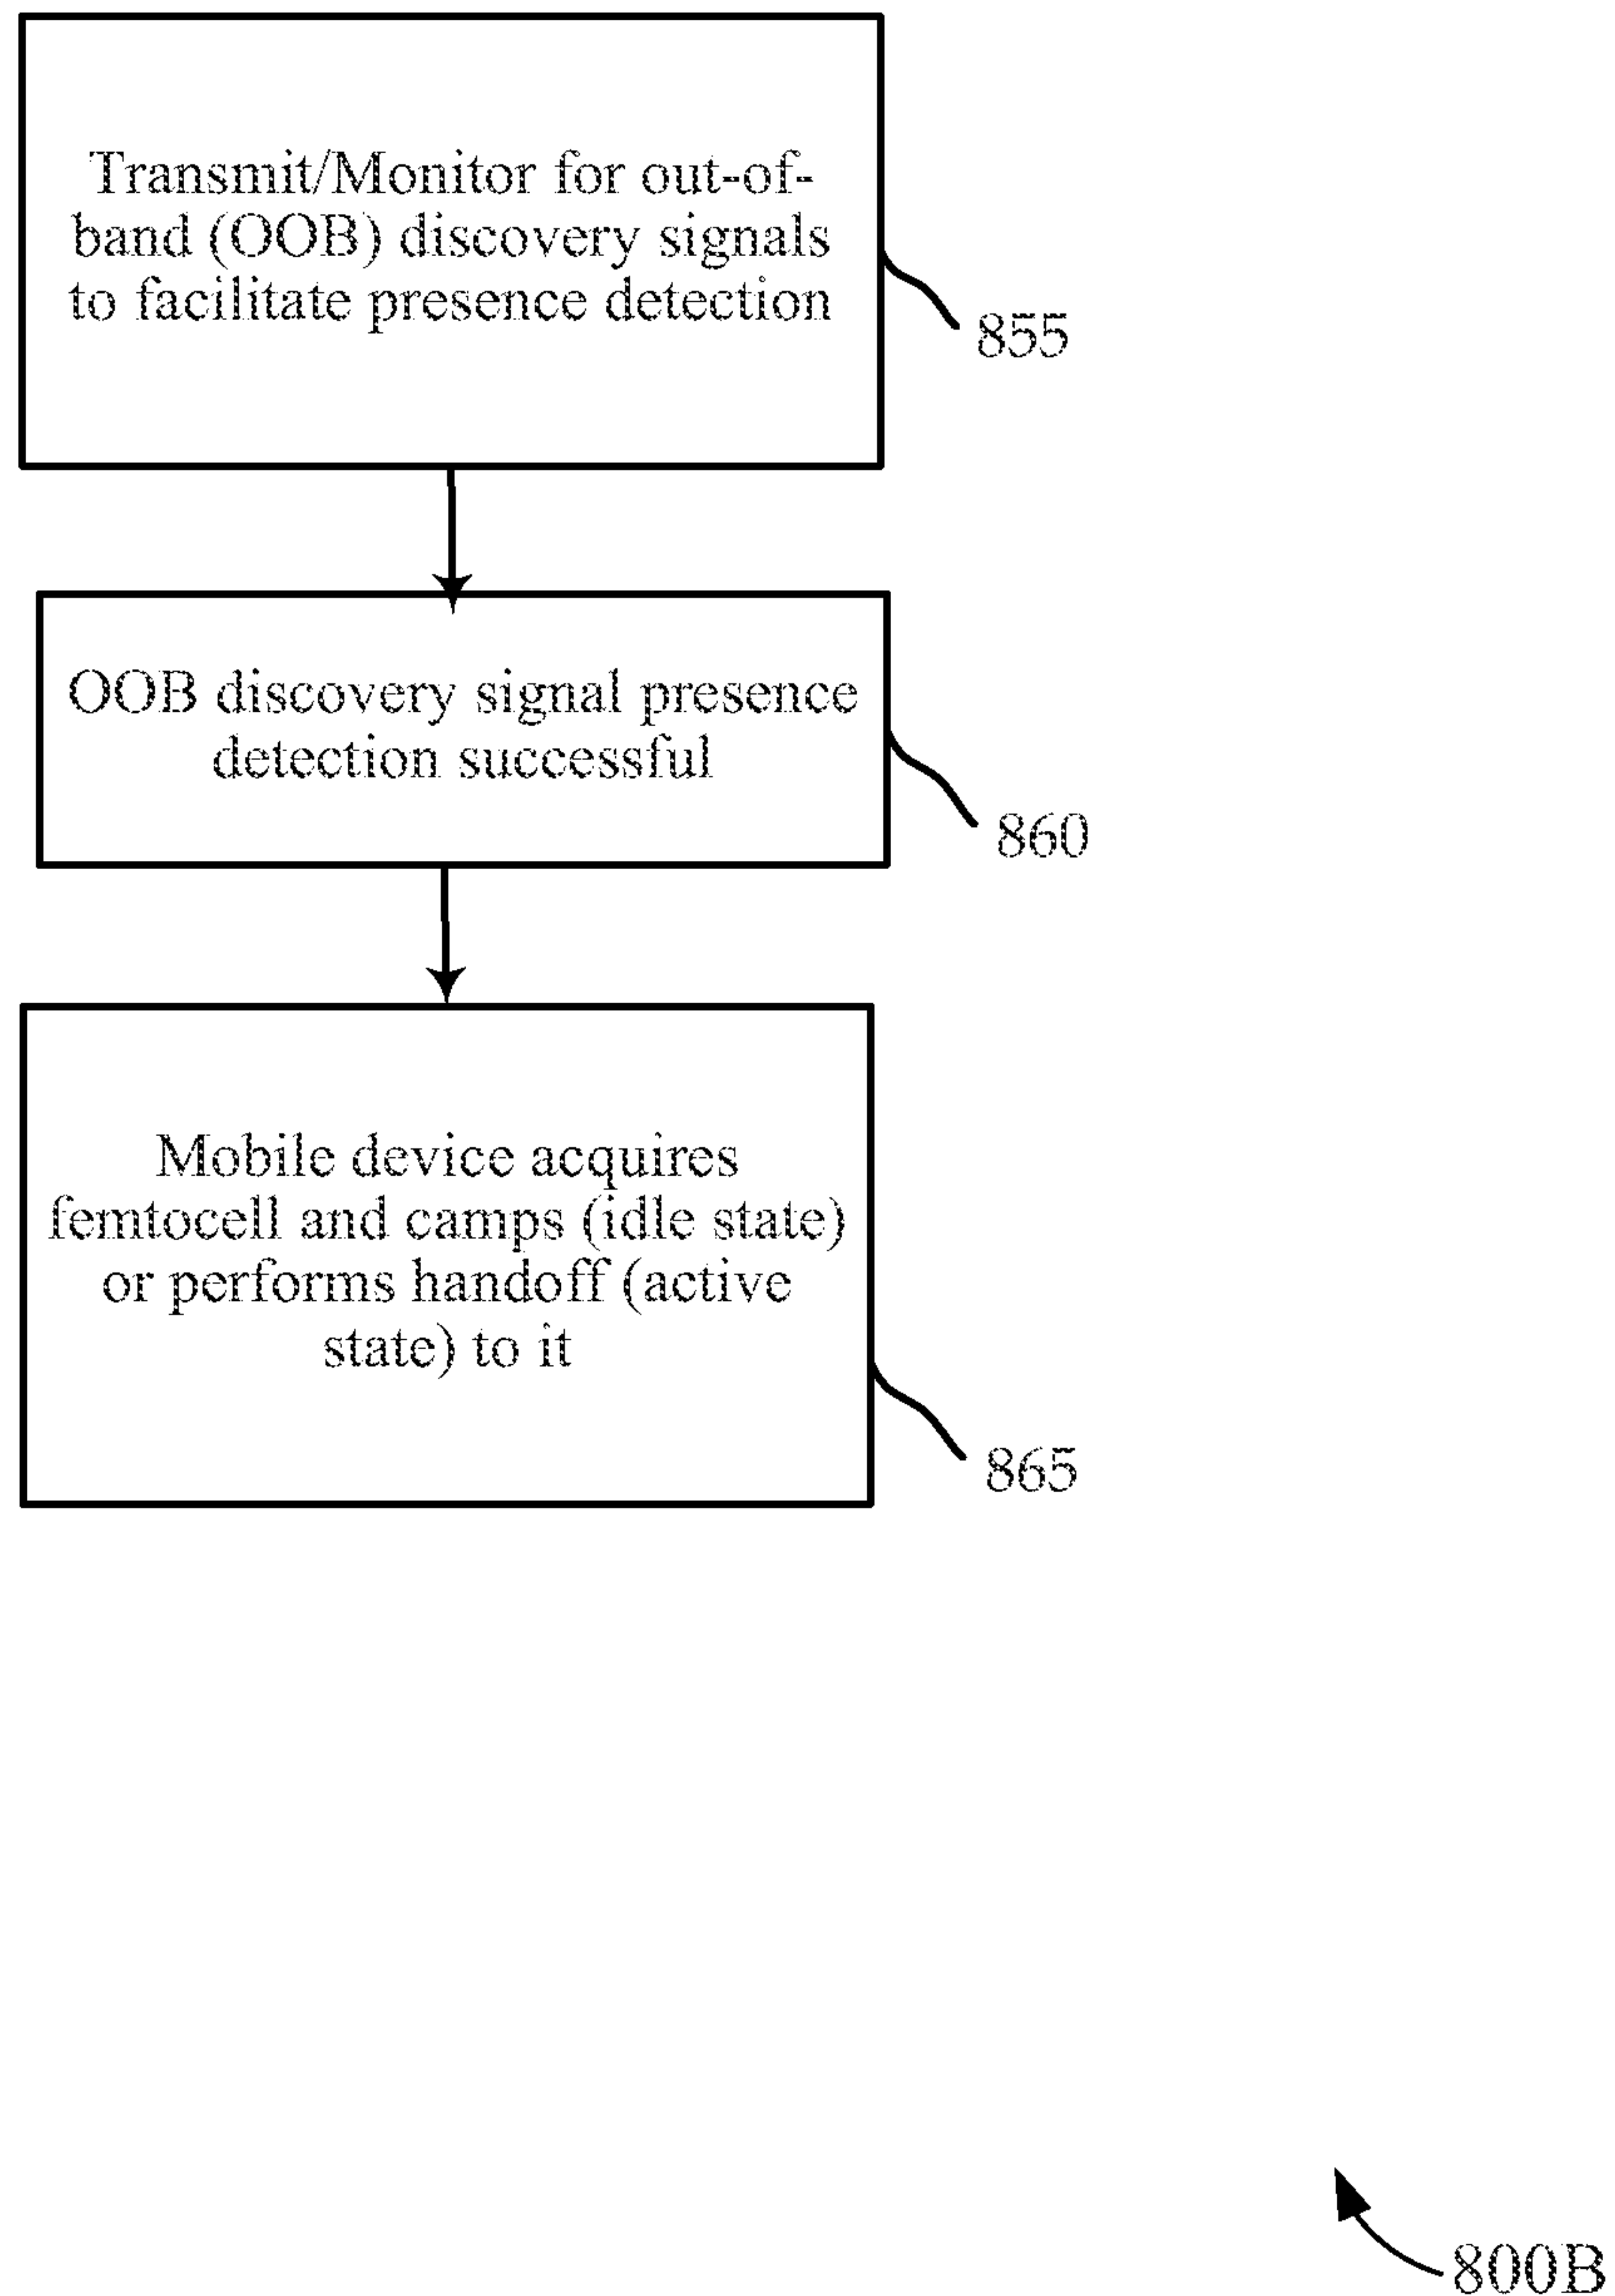 Transmit/Monitor for out-of-
band (OOB) discovery signals
to facilitate presence detection
855
OOB discovery signal presence
detection successful
860
Mobile device acquires
femtocell and camps (idle state)
or performs handoff (active
state) to it
865
800B